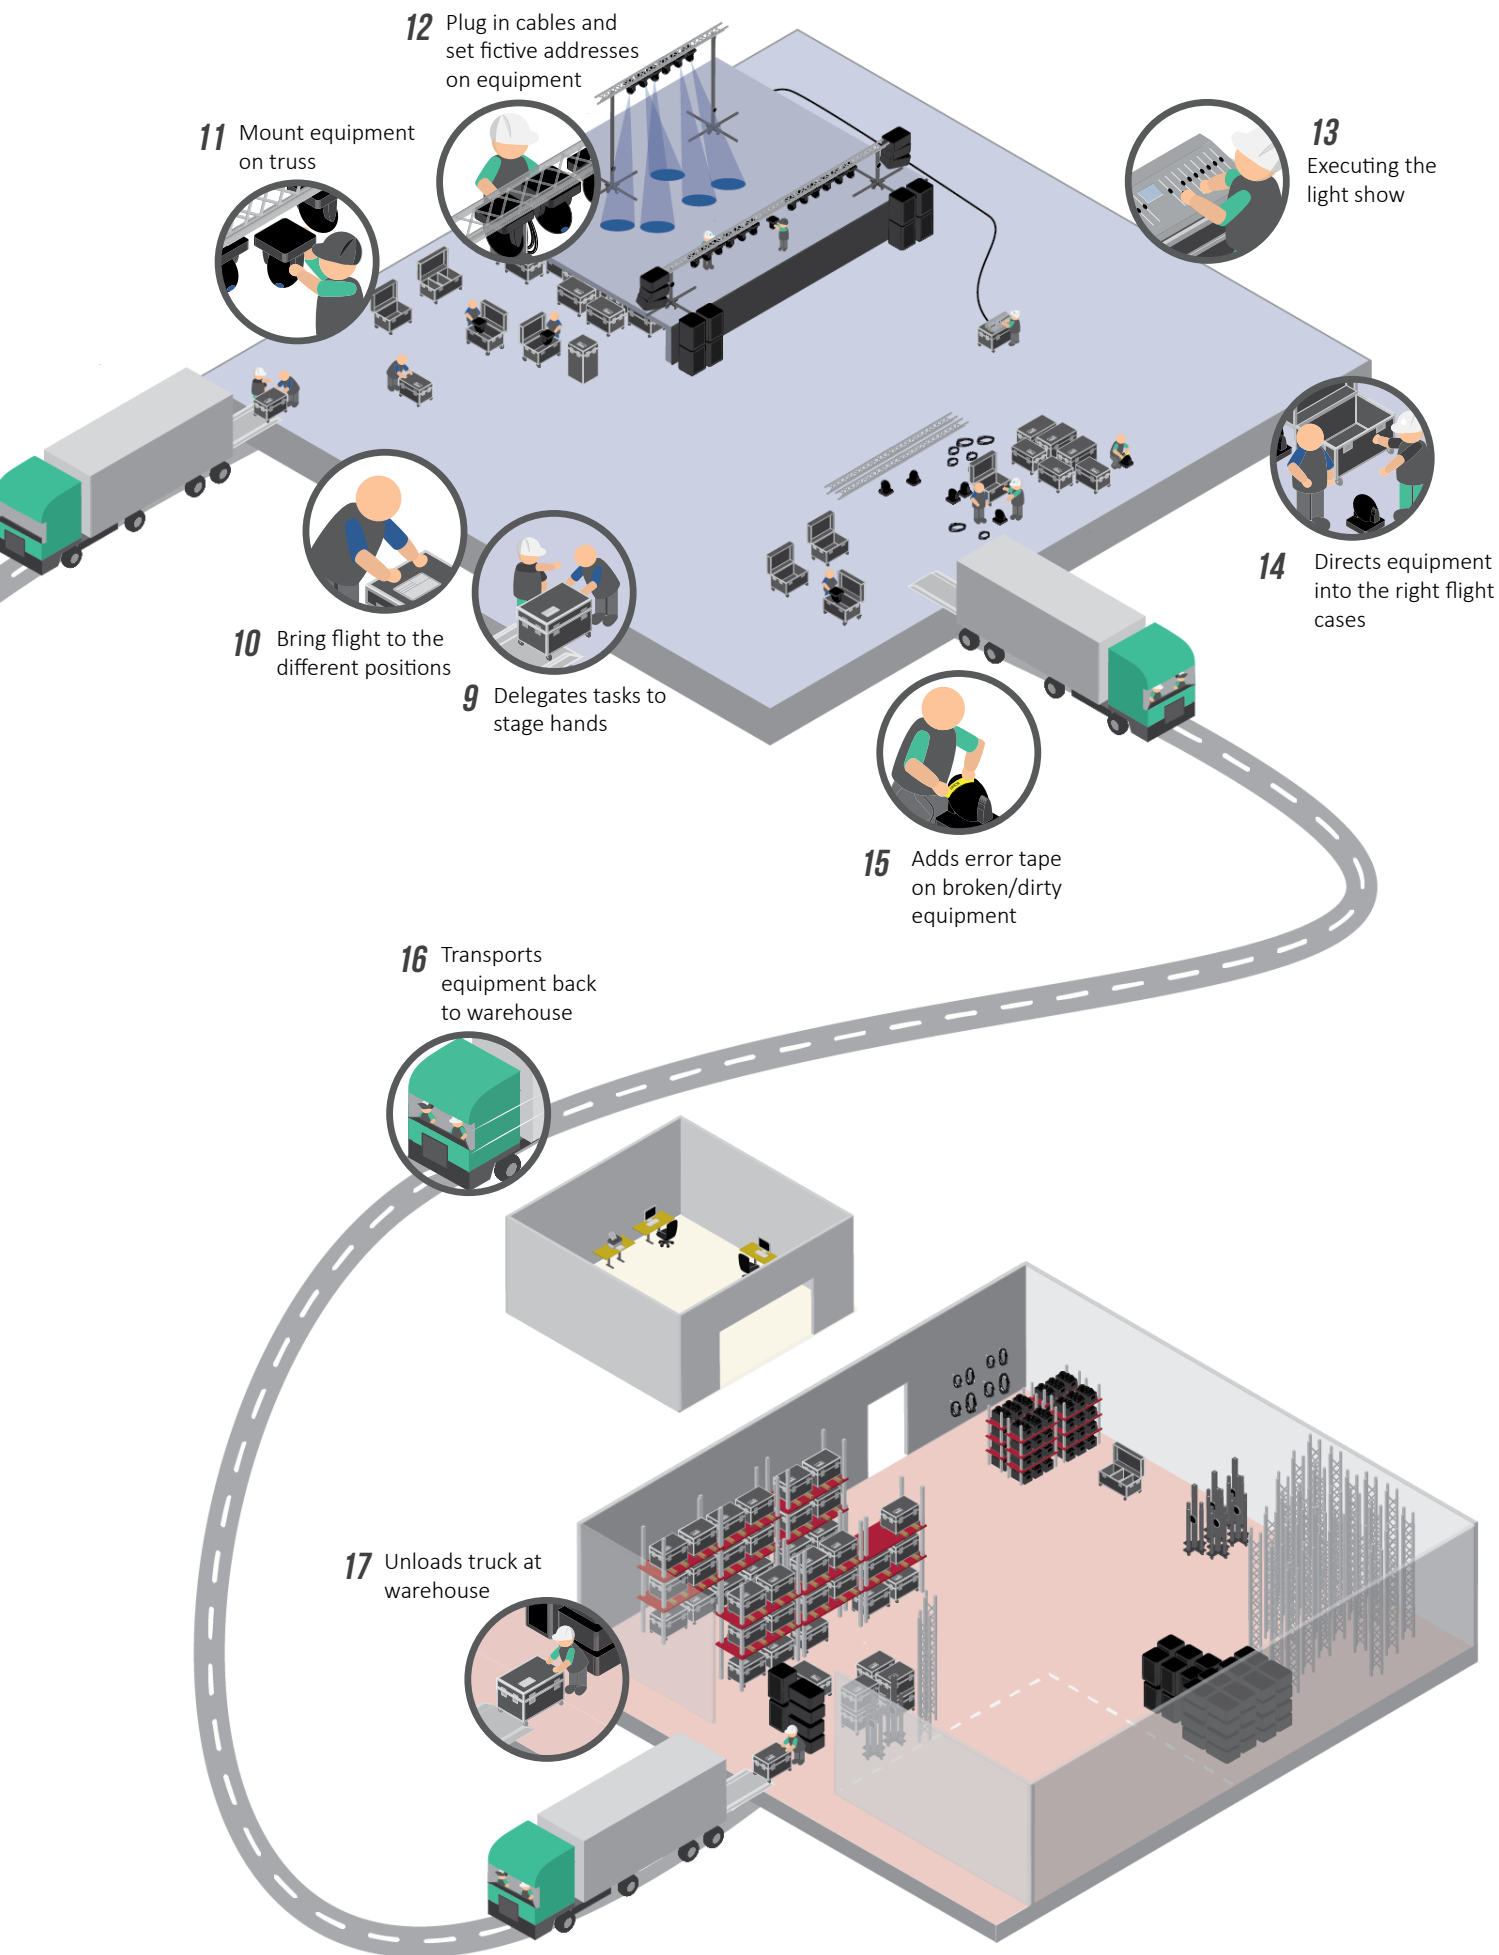 12 Plug in cables and
set fictive addresses
on equipment
11 Mount equipment
on truss
13
Executing the
light show
14 Directs equipment
into the right flight
cases
10 Bring flight to the
different positions
9 Delegates tasks to
stage hands
15 Adds error tape
on broken/dirty
equipment
16 Transports
equipment back
to warehouse
17 Unloads truck at
warehouse